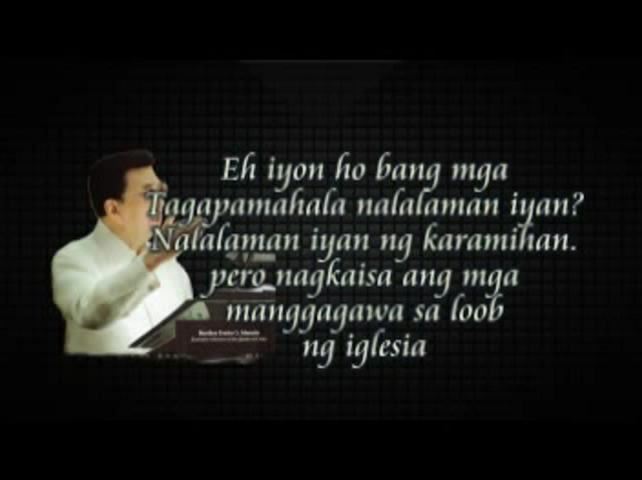 Eh iyon ho bang mga
Tagapamahala nalalaman iyan?
Nalalaman iyan ng karamihan.
pero nagkaisa ang mga
manggagawa sa loob
ng iglesia